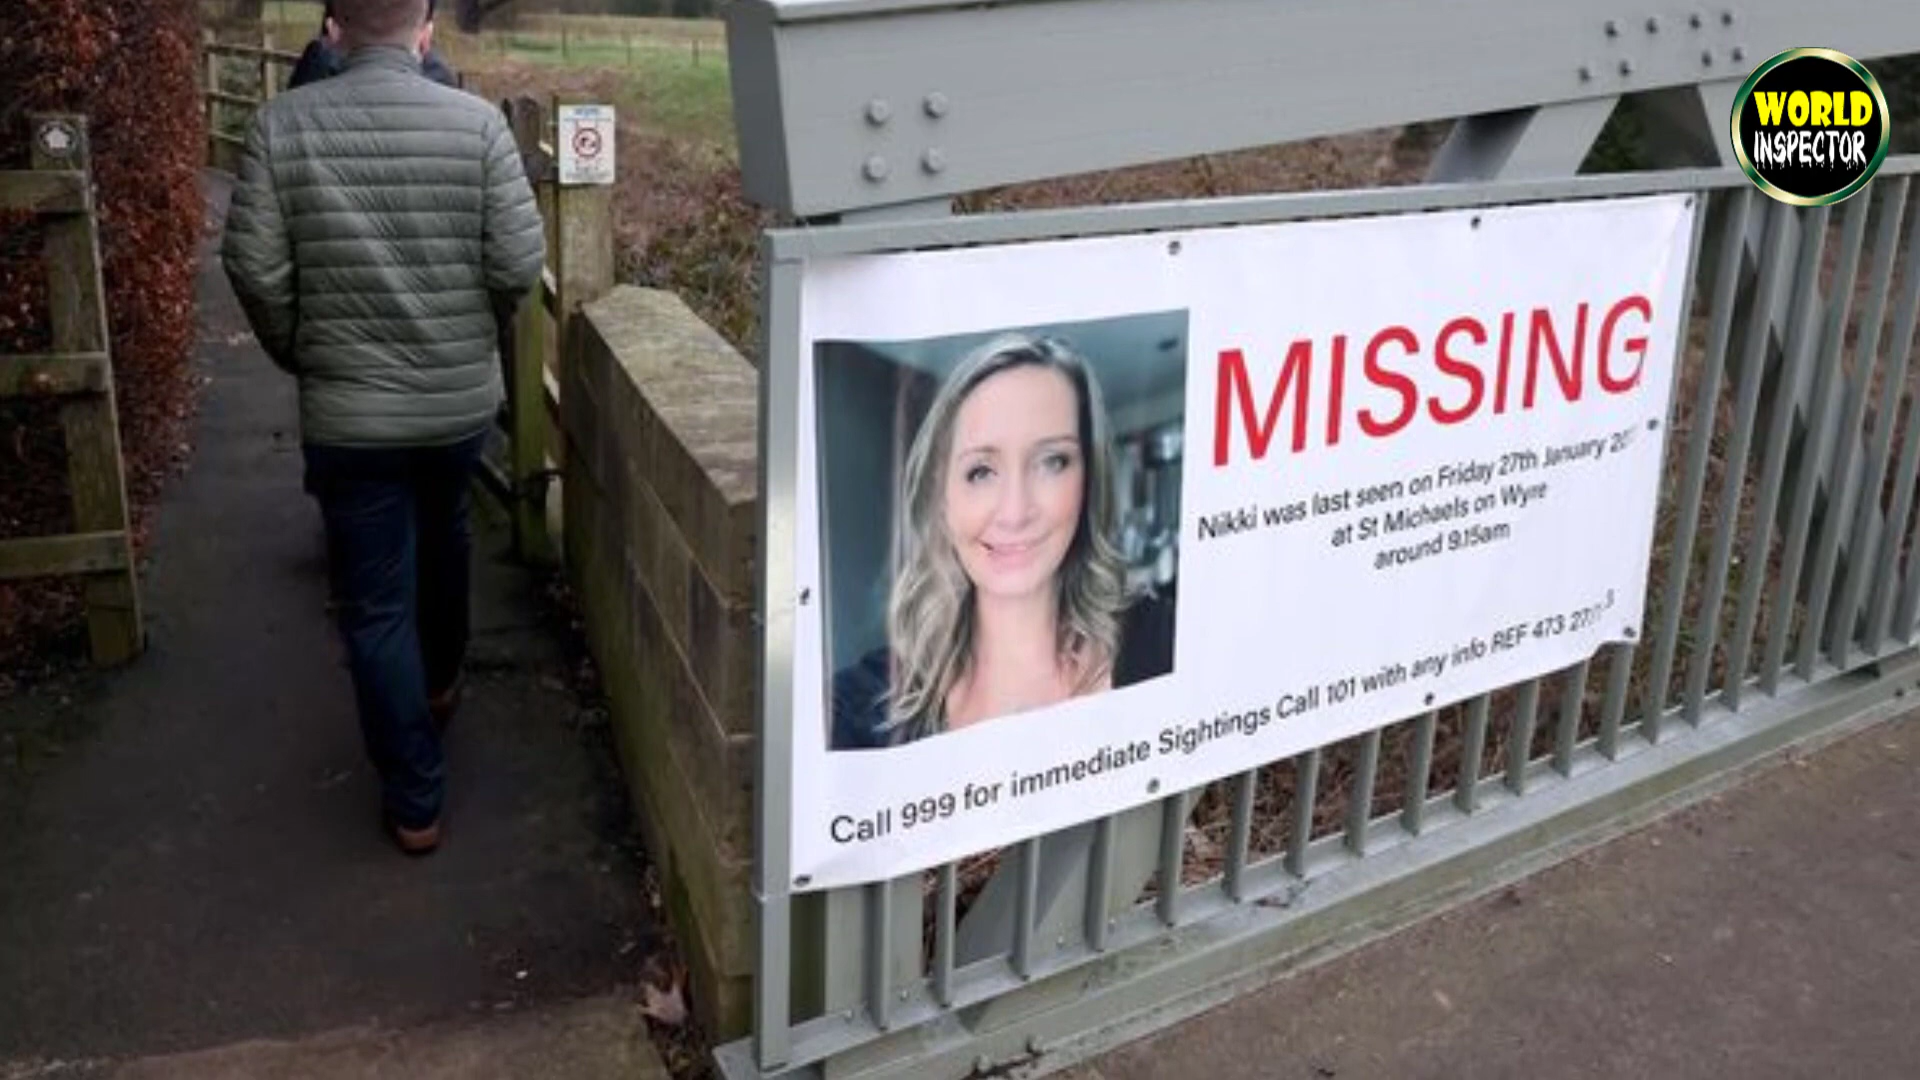 WORLD
INSPECTOR
MISSING
Nikki was last seen on Friday 27th January
at St Michaels on Wyre
around 9.15am
Call 999 for immediate Sightings Call 101 with any info REF 473